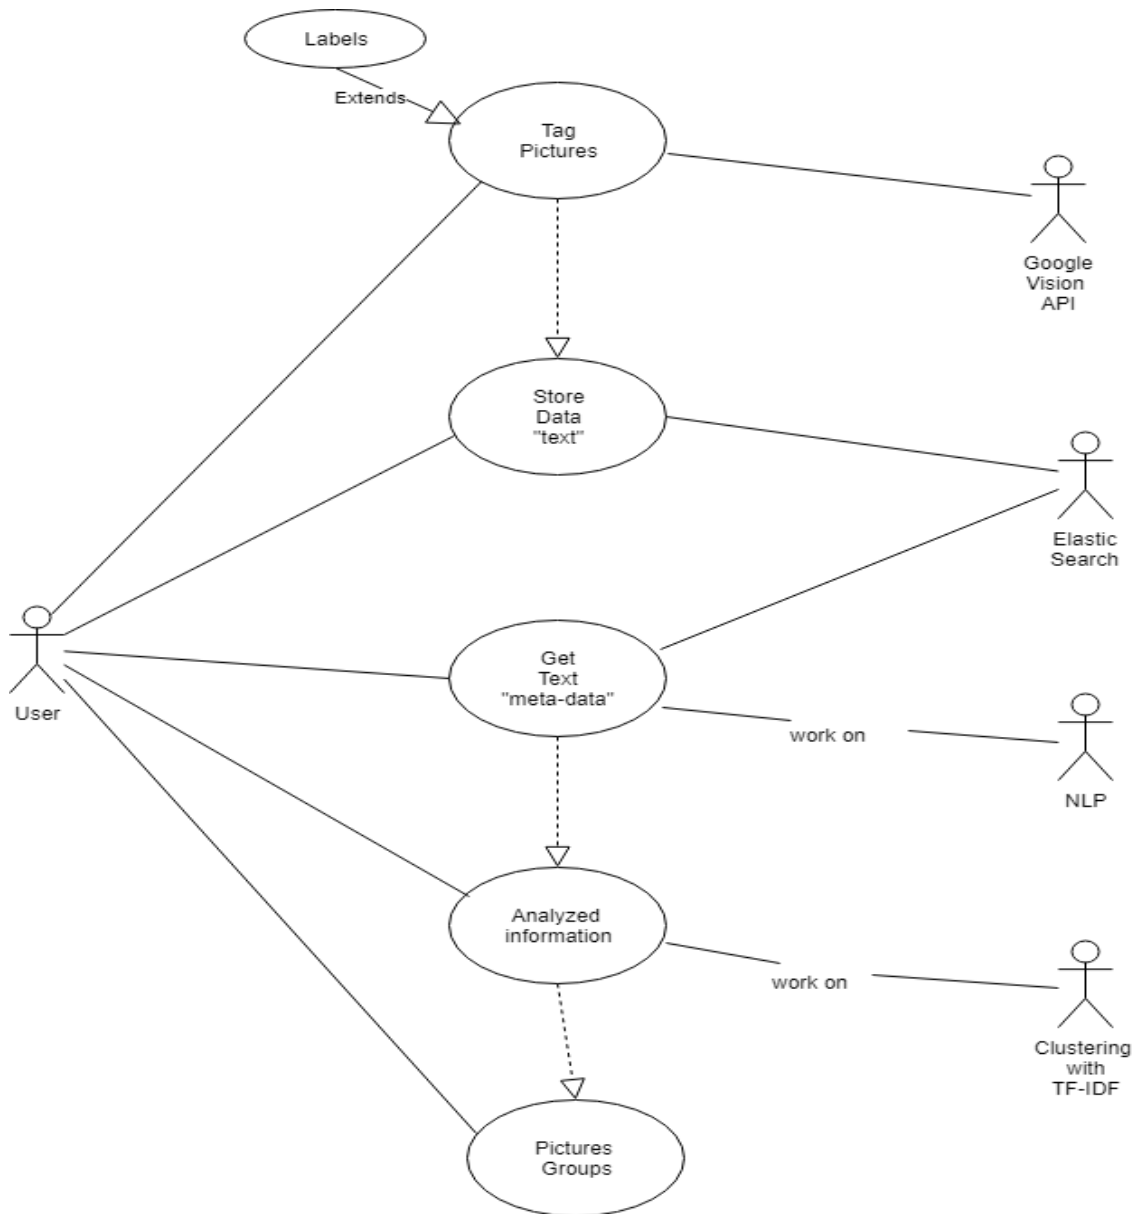 Labels
Extends
Tag
Pictures
Google
Vision
API
Store
Data
"text"
Elastic
Search
User
Get
Text
"meta-data"
work on
NLP
Analyzed
information
work on
Clustering
with
TF-IDF
Pictures
Groups